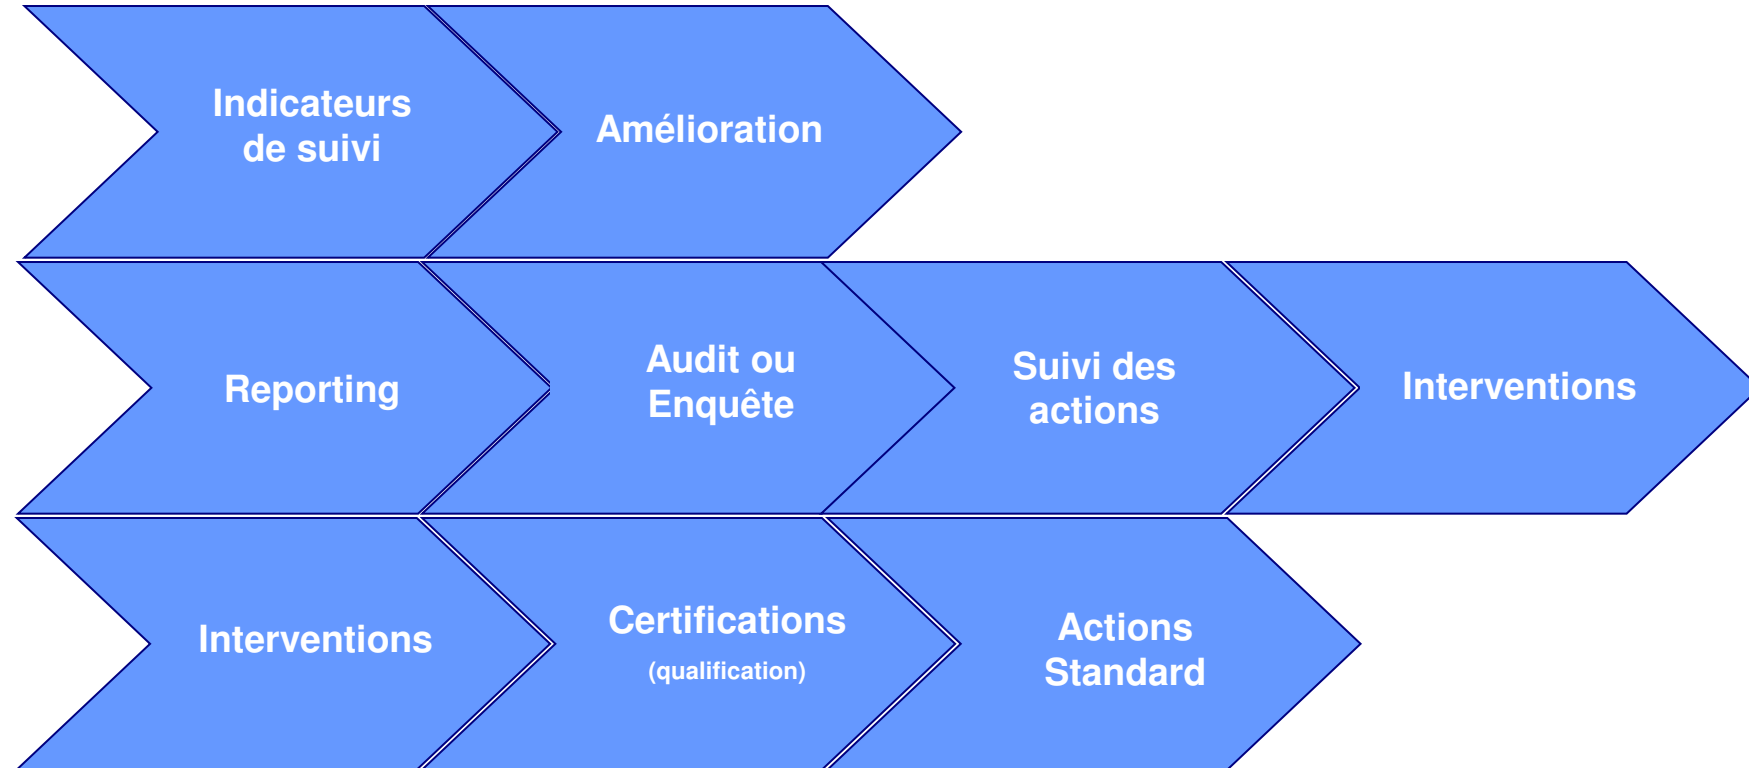 Indicateurs
de suivi
Amélioration
Reporting
Audit ou
Enquête
Suivi des
actions
Interventions
Interventions
Certifications
(qualification)
Actions
Standard